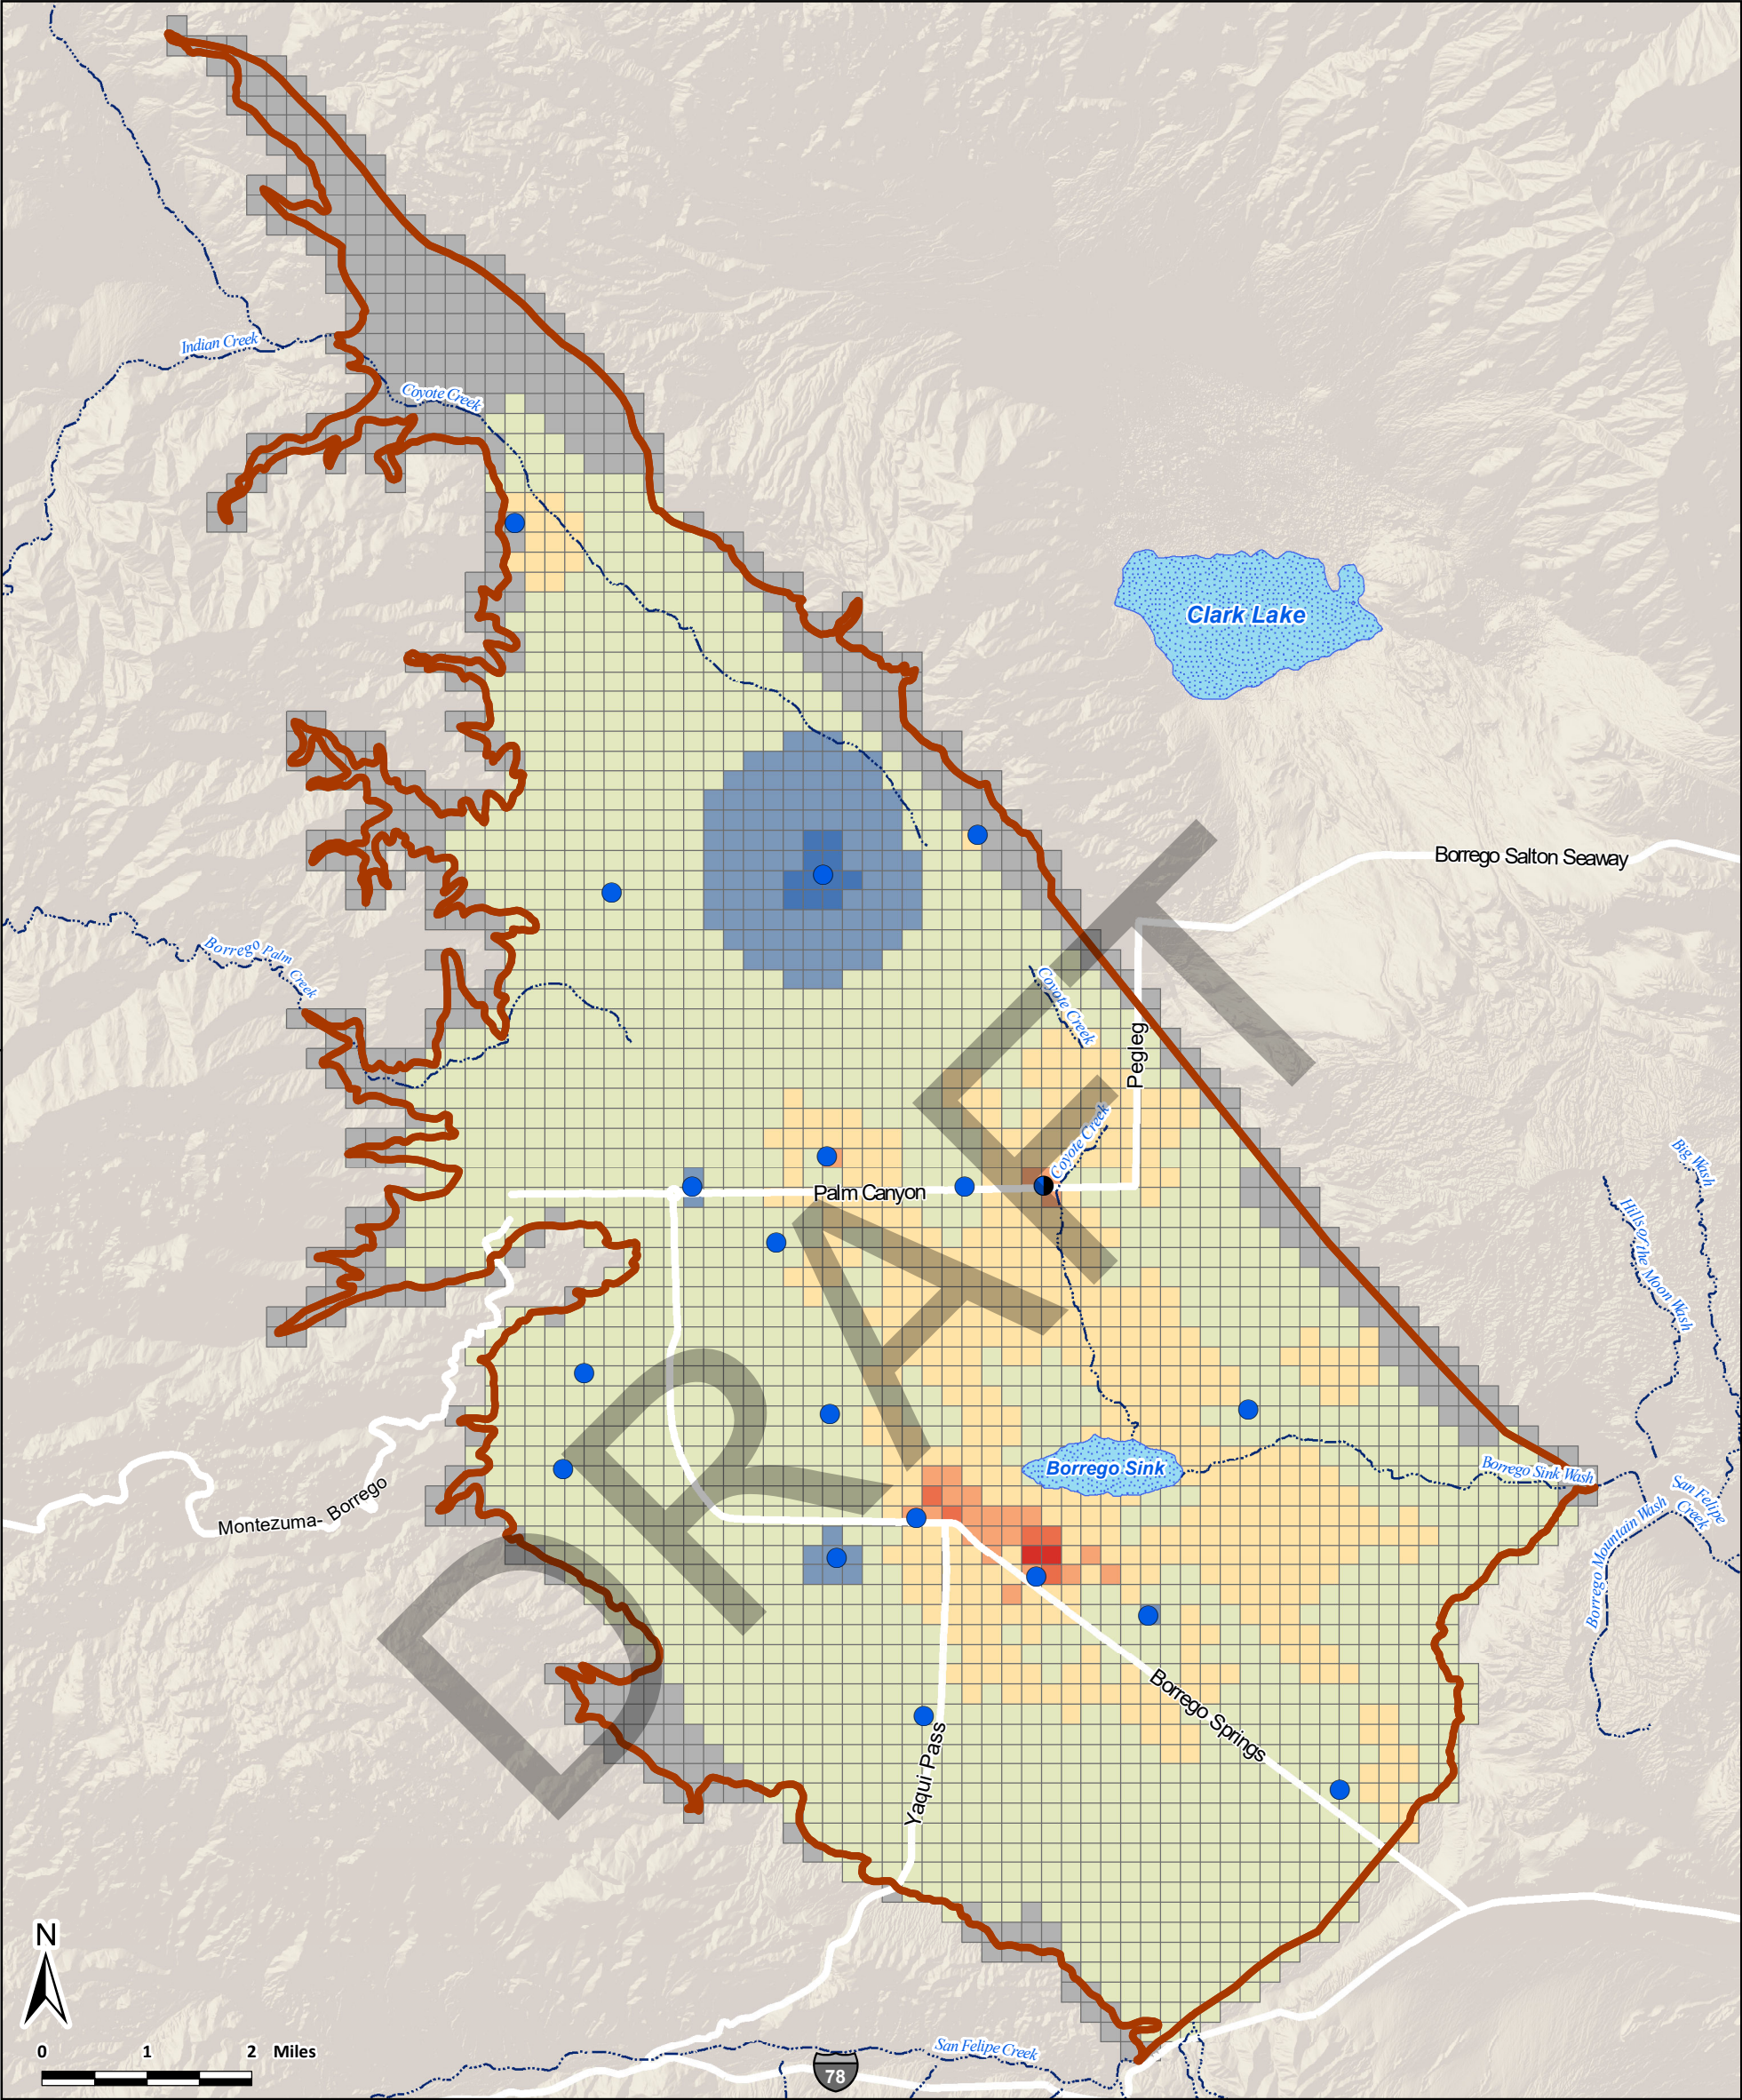 Indian Creek
Coyote Creek
Clark Lake
Borrego Salton Seaway
Borrego Palm Creek
Coyote Creek
Pegleg
Coyote Creek
Palm Canyon
Big Wash
Hills of the Moon Wash
DRAFT
Borrego Sink
Borrego Sink Wash
San Felipe
Creek
Montezuma-Borrego
Borrego Mountain Wash
Borrego Springs
Yaqui Pass
N
0 1 2 Miles
San Felipe Creek
78